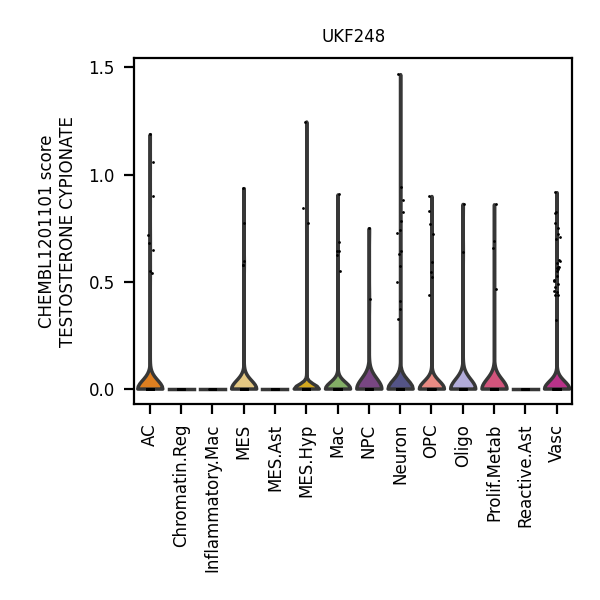 UKF248
CHEMBL1201101 score
TESTOSTERONE CYPIONATE
1.5
1.0
0.5
0.0
AC
Chromatin.Reg
Inflammatory.Mac
MES
MES.Ast
MES.Hyp
Mac
NPC
Neuron
OPC
Oligo
Prolif.Metab
Reactive.Ast
Vasc